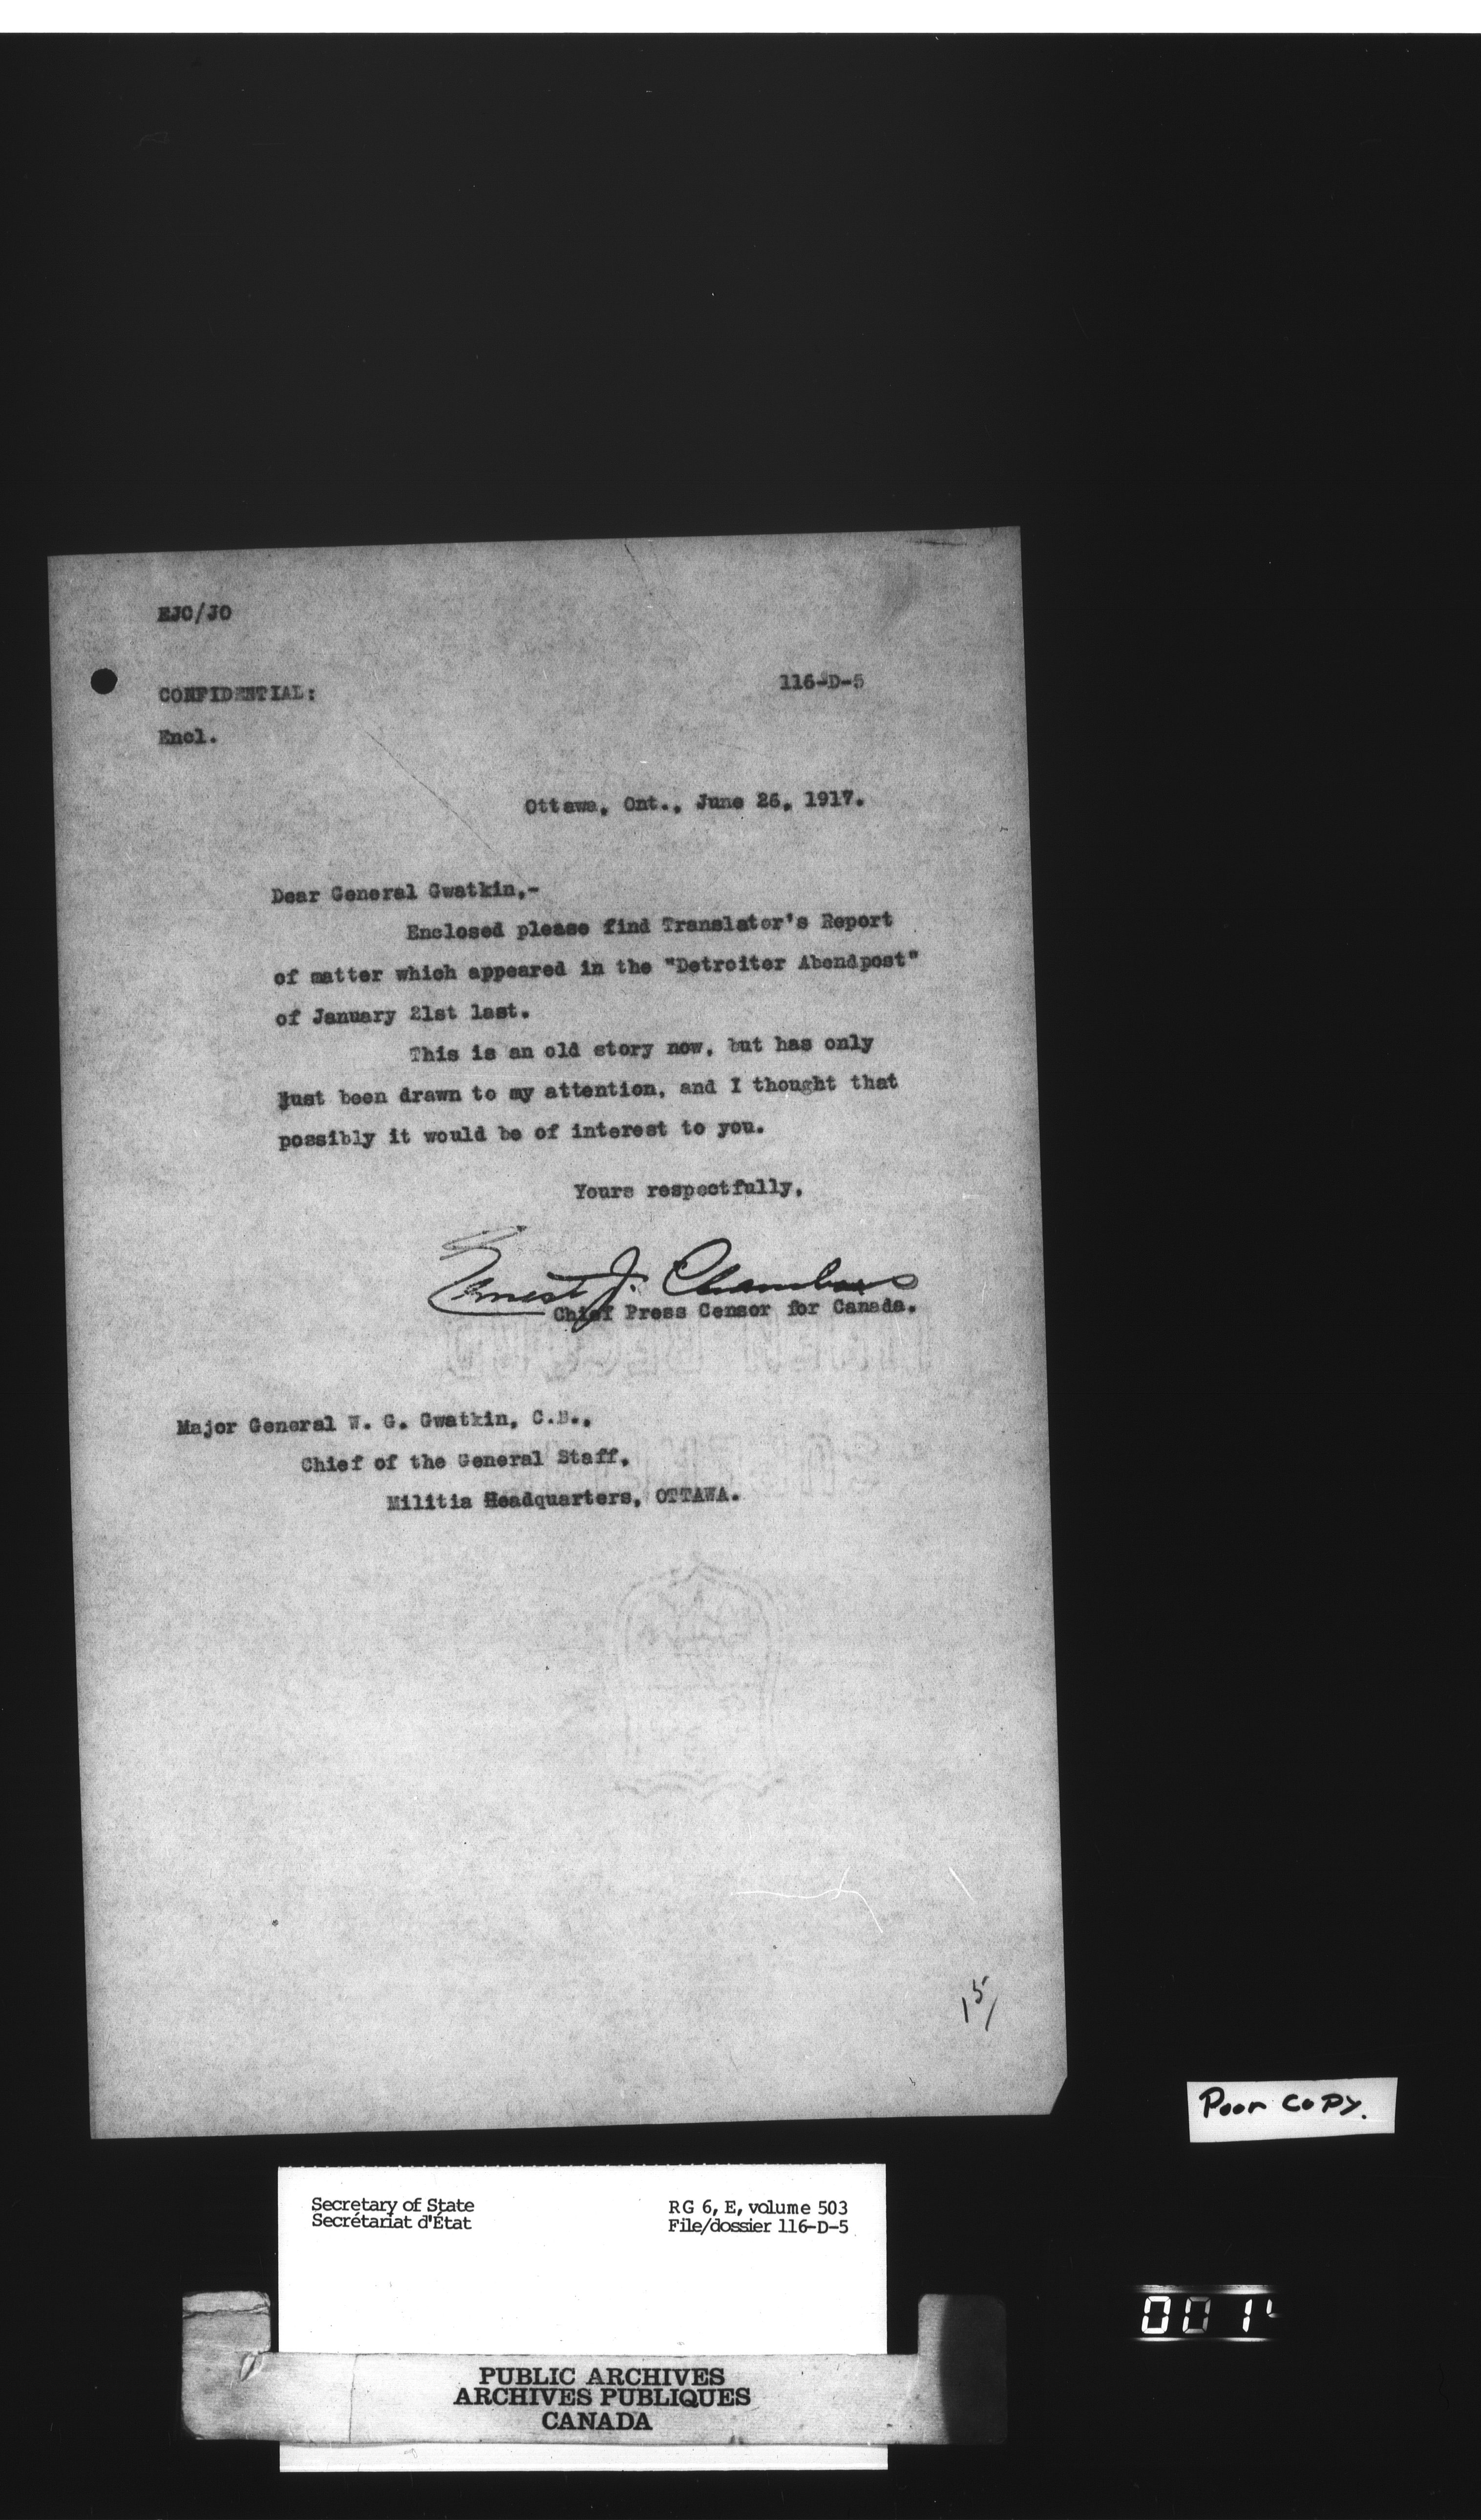 EJC/JO
CONFIDENTIAL:
116-D-5
Encl.
Ottawa, Ont., June 26, 1917.
Dear General Gwatkin,-
Enclosed please find Translator's Report
of matter which appeared in the "Detroiter Abendpost"
of January 21st last.
This is an old story now, but has only
just been drawn to my attention, and I thought that
possibly it would be of interest to you.
Yours respectfully,
Ernest J. Chambers
Chief Press Censor for Canada.
Major General W. G. Gwatkin, C.B.,
Chief of the General Staff,
Militia Headquarters, OTTAWA.
15/
Poor copy.
Secretary of State
Secrétariat d'État
RG 6, E, volume 503
File/dossier 116-D-5
PUBLIC ARCHIVES
ARCHIVES PUBLIQUES
CANADA